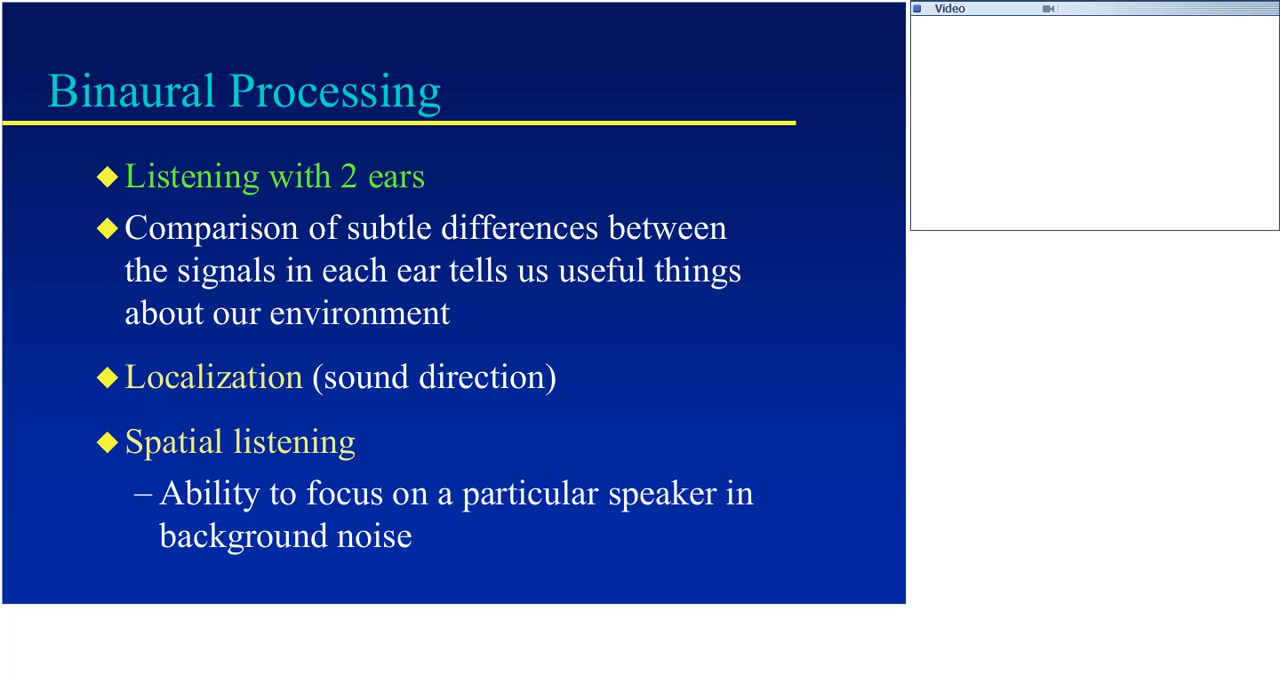 Binaural Processing
Listening with 2 ears
Comparison of subtle differences between
the signals in each ear tells us useful things
about our environment
Localization (sound direction)
Spatial listening
– Ability to focus on a particular speaker in
background noise
Video